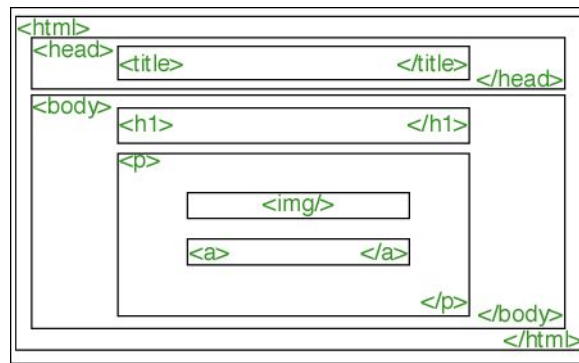 <html>
<head>
<title> </title>
</head>
<body>
<h1> </h1>
<p>
<img/>
<a> </a>
</p>
</body>
</html>